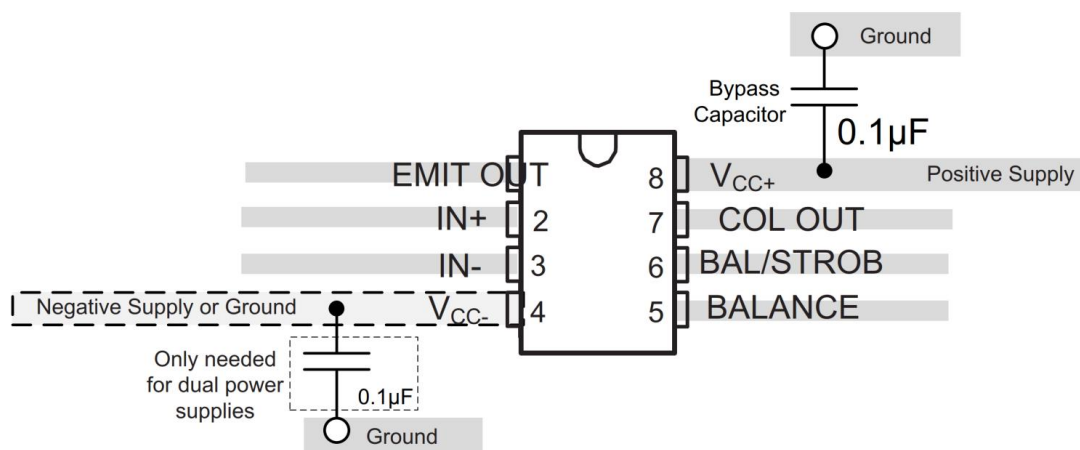 Ground
Bypass
Capacitor
0.1µF
EMIT OUT
8
VCC+
Positive Supply
IN+
2
7
COL OUT
IN-
3
6
BAL/STROB
Negative Supply or Ground
VCC-
4
5
BALANCE
Only needed
for dual power
supplies
0.1µF
Ground